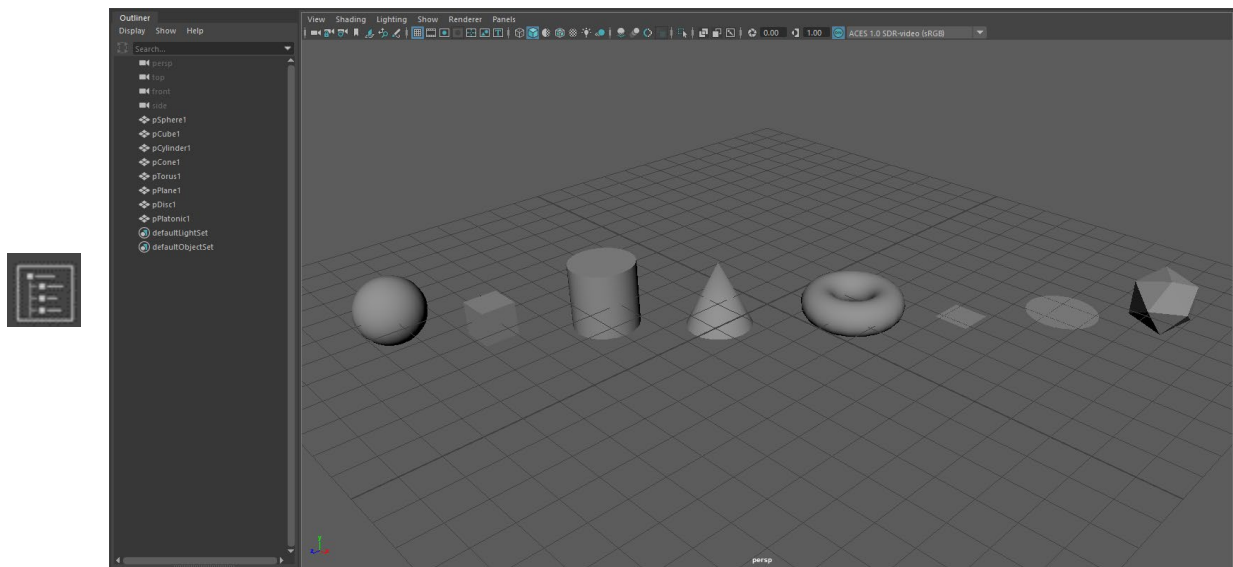 Outliner
Display Show Help
Search...
persp
top
front
side
pSphere1
pCube1
pCylinder1
pCone1
pTorus1
pPlane1
pDisc1
pPlatonic1
defaultLightSet
defaultObjectSet
View Shading Lighting Show Renderer Panels
0.00 1.00 ACES 1.0 SDR-video (sRGB)
y
z x
persp